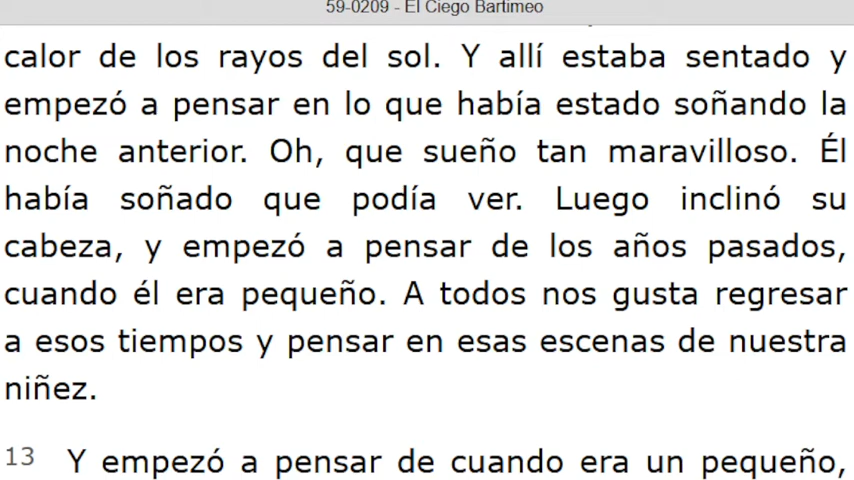 59-0209 - El Ciego Bartimeo
calor de los rayos del sol. Y allí estaba sentado y
empezó a pensar en lo que había estado soñando la
noche anterior. Oh, que sueño tan maravilloso. Él
había soñado que podía ver. Luego inclinó su
cabeza, y empezó a pensar de los años pasados,
cuando él era pequeño. A todos nos gusta regresar
a esos tiempos y pensar en esas escenas de nuestra
niñez.
13 Y empezó a pensar de cuando era un pequeño,